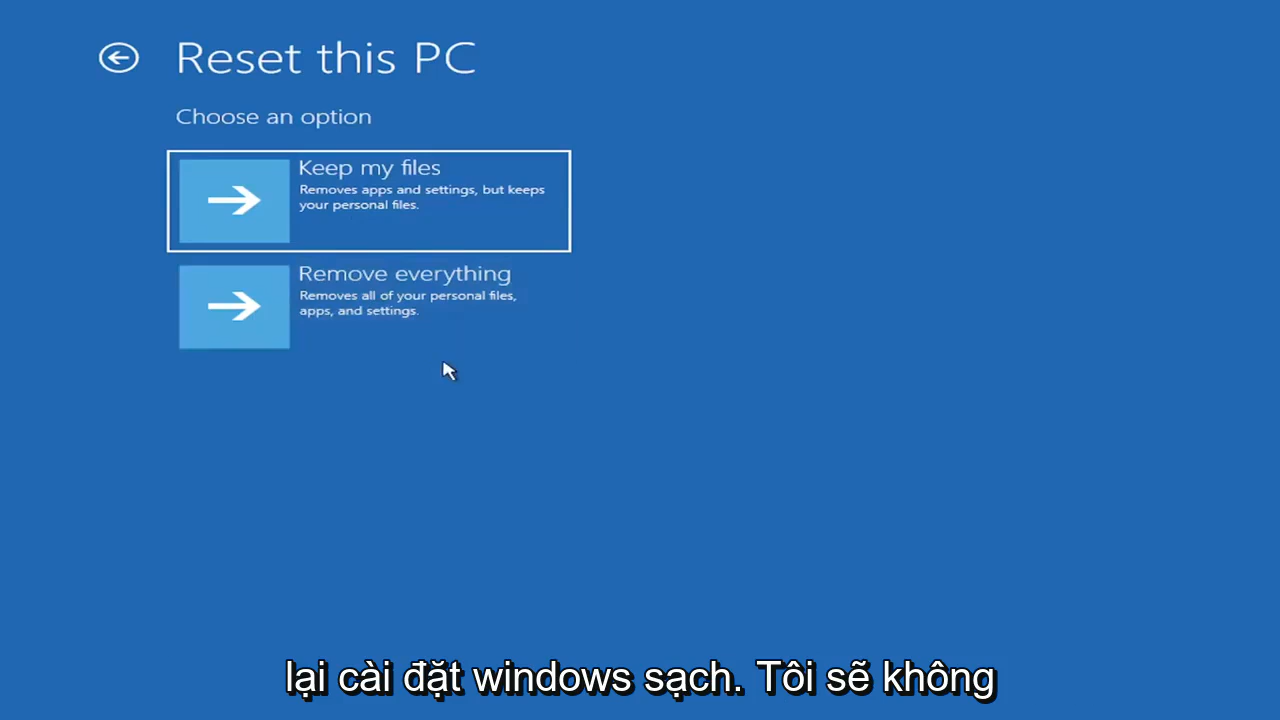 Reset this PC
Choose an option
Keep my files
Removes apps and settings, but keeps
your personal files.
Remove everything
Removes all of your personal files,
apps, and settings.
lại cài đặt windows sạch. Tôi sẽ không